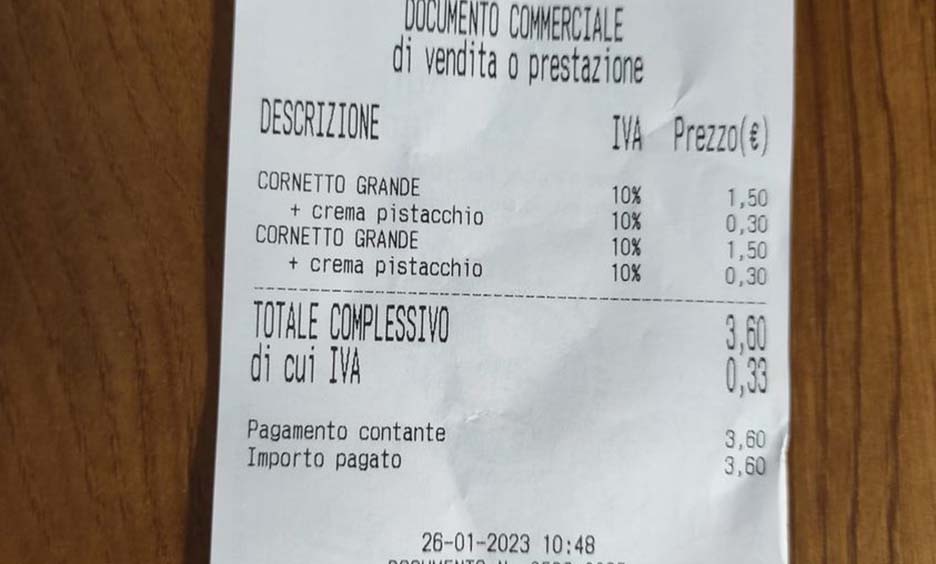 DOCUMENTO COMMERCIALE
di vendita o prestazione
DESCRIZIONE IVA Prezzo(€)
CORNETTO GRANDE 10% 1,50
+ crema pistacchio 10% 0,30
CORNETTO GRANDE 10% 1,50
+ crema pistacchio 10% 0,30
TOTALE COMPLESSIVO 3,60
di cui IVA 0,33
Pagamento contante 3,60
Importo pagato 3,60
26-01-2023 10:48
DOCUMENTO N.